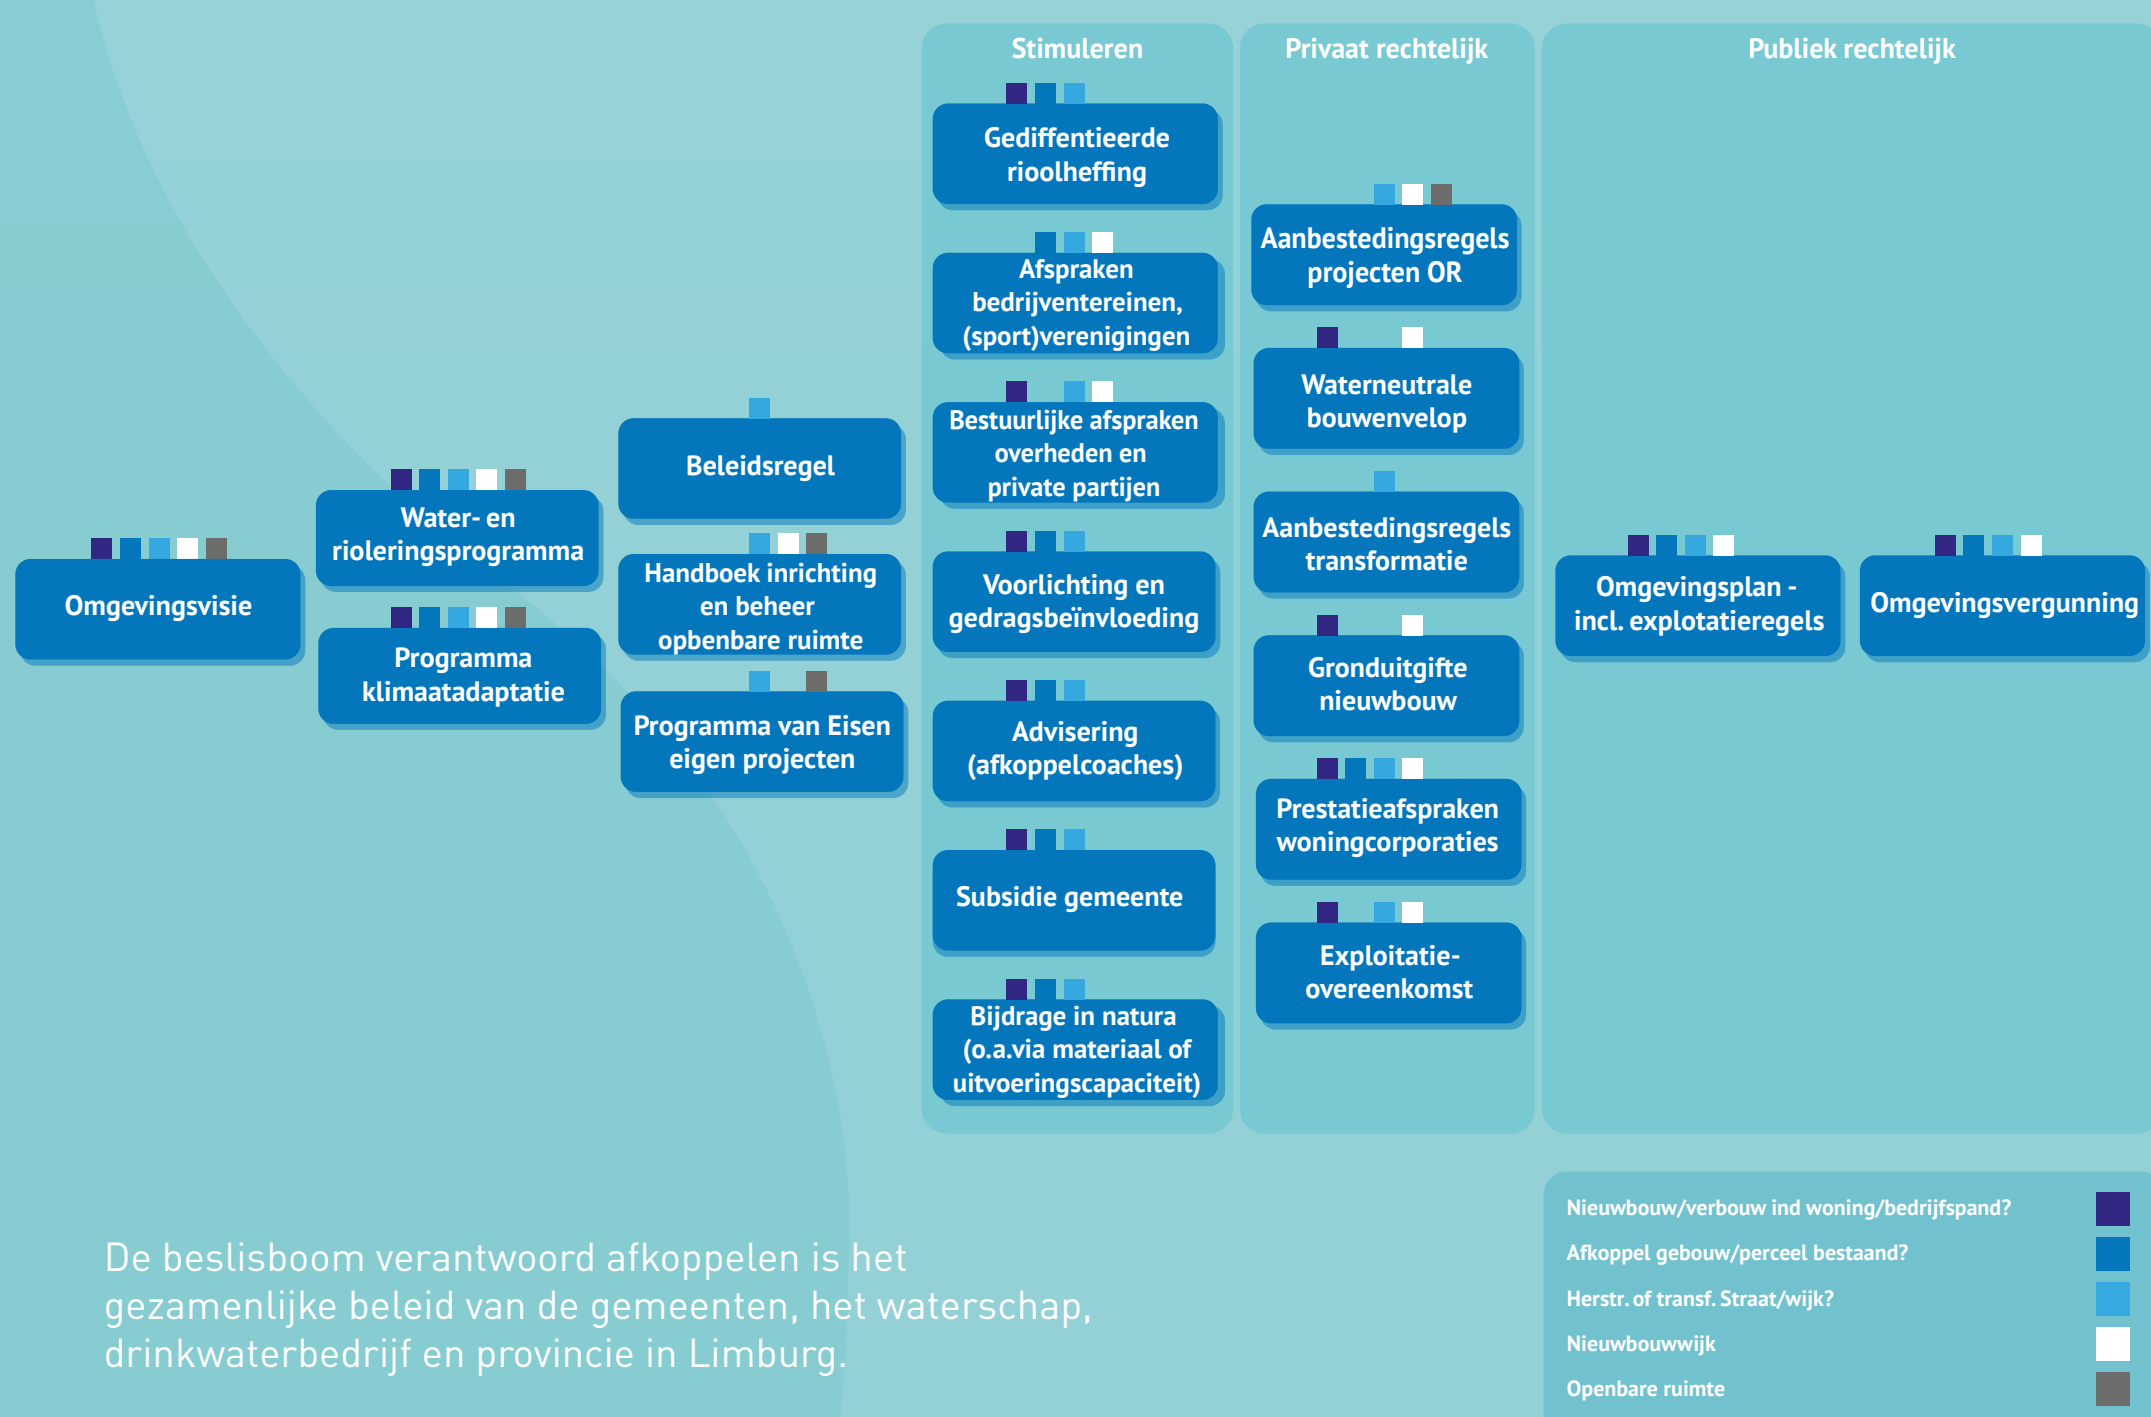 Omgevingsvisie
Water- en
rioleringsprogramma
Programma
klimaatadaptatie
Beleidsregel
Handboek inrichting
en beheer
opbenbare ruimte
Programma van Eisen
eigen projecten
Stimuleren
Gediffentieerde
rioolheffing
Afspraken
bedrijventereinen,
(sport)verenigingen
Bestuurlijke afspraken
overheden en
private partijen
Voorlichting en
gedragsbeïnvloeding
Advisering
(afkoppelcoaches)
Subsidie gemeente
Bijdrage in natura
(o.a.via materiaal of
uitvoeringscapaciteit)
Privaat rechtelijk
Aanbestedingsregels
projecten OR
Waterneutrale
bouwenvelop
Aanbestedingsregels
transformatie
Gronduitgifte
nieuwbouw
Prestatieafspraken
woningcorporaties
Exploitatie-
overeenkomst
Publiek rechtelijk
Omgevingsplan -
incl. explotatieregels
Omgevingsvergunning
De beslisboom verantwoord afkoppelen is het
gezamenlijke beleid van de gemeenten, het waterschap,
drinkwaterbedrijf en provincie in Limburg.
Nieuwbouw/verbouw ind woning/bedrijfspand?
Afkoppel gebouw/perceel bestaand?
Herstr. of transf. Straat/wijk?
Nieuwbouwwijk
Openbare ruimte